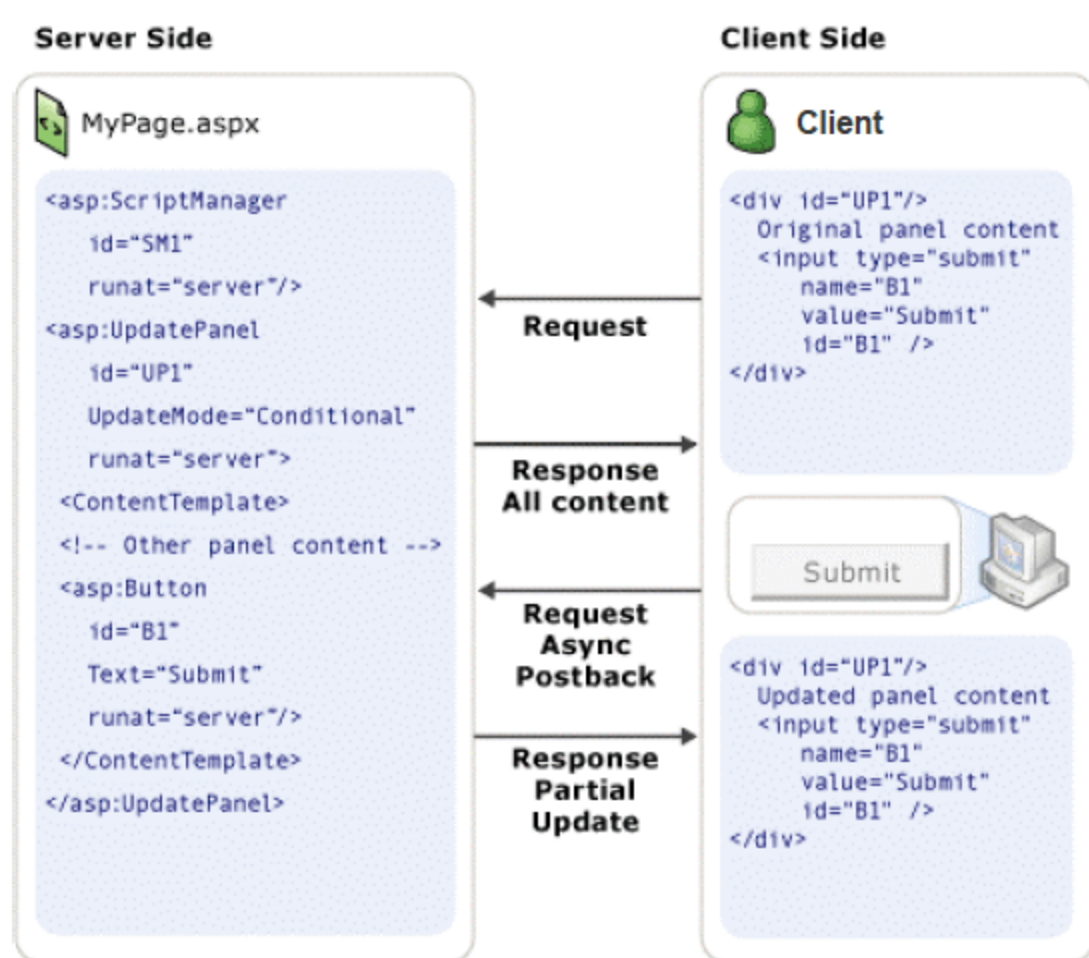 Server Side
MyPage.aspx
<asp:ScriptManager
id="SM1"
runat="server"/>
<asp:UpdatePanel
id="UP1"
UpdateMode="Conditional"
runat="server">
<ContentTemplate>
<!-- Other panel content -->
<asp:Button
id="B1"
Text="Submit"
runat="server"/>
</ContentTemplate>
</asp:UpdatePanel>
Request
Response
All content
Request
Async
Postback
Response
Partial
Update
Client Side
Client
<div id="UP1"/>
Original panel content
<input type="submit"
name="B1"
value="Submit"
id="B1" />
</div>
Submit
<div id="UP1"/>
Updated panel content
<input type="submit"
name="B1"
value="Submit"
id="B1" />
</div>